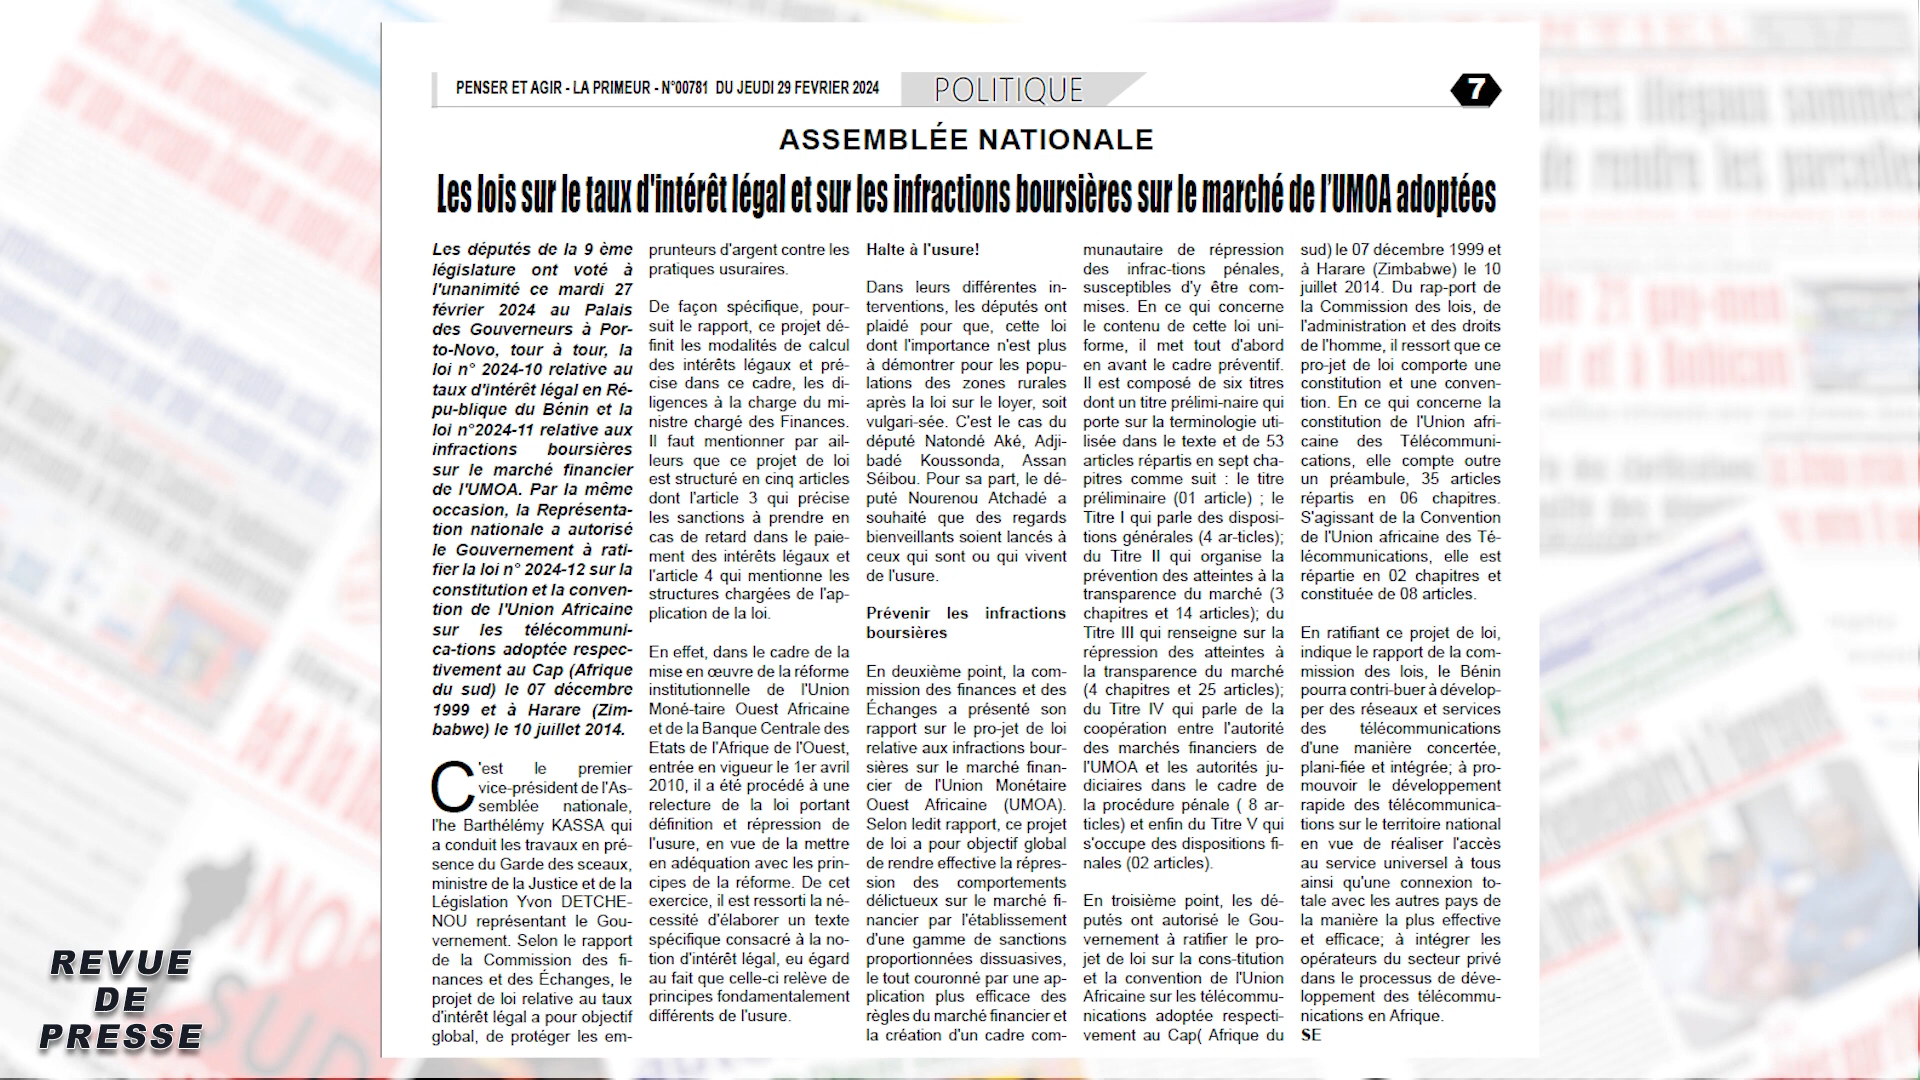 PENSER ET AGIR - LA PRIMEUR - N°00781 DU JEUDI 29 FEVRIER 2024
POLITIQUE
7
ASSEMBLÉE NATIONALE
Les lois sur le taux d'intérêt légal et sur les infractions boursières sur le marché de l'UMOA adoptées
Les députés de la 9 ème
législature ont voté à
l'unanimité ce mardi 27
février 2024 au Palais
des Gouverneurs à Por-
to-Novo, tour à tour, la
loi n° 2024-10 relative au
taux d'intérêt légal en Ré-
pu-blique du Bénin et la
loi n°2024-11 relative aux
infractions boursières
sur le marché financier
de l'UMOA. Par la même
occasion, la Représenta-
tion nationale a autorisé
le Gouvernement à rati-
fier la loi n° 2024-12 sur la
constitution et la conven-
tion de l'Union Africaine
sur les télécommuni-
ca-tions adoptée respec-
tivement au Cap (Afrique
du sud) le 07 décembre
1999 et à Harare (Zim-
babwe) le 10 juillet 2014.
C'est le premier
vice-président de l'As-
semblée nationale,
l'he Barthélémy KASSA qui
a conduit les travaux en pré-
sence du Garde des sceaux,
ministre de la Justice et de la
Législation Yvon DETCHE-
NOU représentant le Gou-
vernement. Selon le rapport
de la Commission des fi-
nances et des Échanges, le
projet de loi relative au taux
d'intérêt légal a pour objectif
global, de protéger les em-
prunteurs d'argent contre les
pratiques usuraires.
De façon spécifique, pour-
suit le rapport, ce projet dé-
finit les modalités de calcul
des intérêts légaux et pré-
cise dans ce cadre, les di-
ligences à la charge du mi-
nistre chargé des Finances.
Il faut mentionner par ail-
leurs que ce projet de loi
est structuré en cinq articles
dont l'article 3 qui précise
les sanctions à prendre en
cas de retard dans le paie-
ment des intérêts légaux et
l'article 4 qui mentionne les
structures chargées de l'ap-
plication de la loi.
En effet, dans le cadre de la
mise en œuvre de la réforme
institutionnelle de l'Union
Moné-taire Ouest Africaine
et de la Banque Centrale des
Etats de l'Afrique de l'Ouest,
entrée en vigueur le 1er avril
2010, il a été procédé à une
relecture de la loi portant
définition et répression de
l'usure, en vue de la mettre
en adéquation avec les prin-
cipes de la réforme. De cet
exercice, il est ressorti la né-
cessité d'élaborer un texte
spécifique consacré à la no-
tion d'intérêt légal, eu égard
au fait que celle-ci relève de
principes fondamentalement
différents de l'usure.
Halte à l'usure!
Dans leurs différentes in-
terventions, les députés ont
plaidé pour que, cette loi
dont l'importance n'est plus
à démontrer pour les popu-
lations des zones rurales
après la loi sur le loyer, soit
vulgari-sée. C'est le cas du
député Natondé Aké, Adji-
badé Koussonda, Assan
Séibou. Pour sa part, le dé-
puté Nourenou Atchadé a
souhaité que des regards
bienveillants soient lancés à
ceux qui sont ou qui vivent
de l'usure.
Prévenir les infractions
boursières
En deuxième point, la com-
mission des finances et des
Échanges a présenté son
rapport sur le pro-jet de loi
relative aux infractions bour-
sières sur le marché finan-
cier de l'Union Monétaire
Ouest Africaine (UMOA).
Selon ledit rapport, ce projet
de loi a pour objectif global
de rendre effective la répres-
sion des comportements
délictueux sur le marché fi-
nancier par l'établissement
d'une gamme de sanctions
proportionnées dissuasives,
le tout couronné par une ap-
plication plus efficace des
règles du marché financier et
la création d'un cadre com-
munautaire de répression
des infrac-tions pénales,
susceptibles d'y être com-
mises. En ce qui concerne
le contenu de cette loi uni-
forme, il met tout d'abord
en avant le cadre préventif.
Il est composé de six titres
dont un titre prélimi-naire qui
porte sur la terminologie uti-
lisée dans le texte et de 53
articles répartis en sept cha-
pitres comme suit : le titre
préliminaire (01 article) ; le
Titre I qui parle des disposi-
tions générales (4 ar-ticles);
du Titre II qui organise la
prévention des atteintes à la
transparence du marché (3
chapitres et 14 articles); du
Titre III qui renseigne sur la
répression des atteintes à
la transparence du marché
(4 chapitres et 25 articles);
du Titre IV qui parle de la
coopération entre l'autorité
des marchés financiers de
l'UMOA et les autorités ju-
diciaires dans le cadre de
la procédure pénale ( 8 ar-
ticles) et enfin du Titre V qui
s'occupe des dispositions fi-
nales (02 articles).
En troisième point, les dé-
putés ont autorisé le Gou-
vernement à ratifier le pro-
jet de loi sur la cons-titution
et la convention de l'Union
Africaine sur les télécommu-
nications adoptée respecti-
vement au Cap( Afrique du
sud) le 07 décembre 1999 et
à Harare (Zimbabwe) le 10
juillet 2014. Du rap-port de
la Commission des lois, de
l'administration et des droits
de l'homme, il ressort que ce
pro-jet de loi comporte une
constitution et une conven-
tion. En ce qui concerne la
constitution de l'Union afri-
caine des Télécommuni-
cations, elle compte outre
un préambule, 35 articles
répartis en 06 chapitres.
S'agissant de la Convention
de l'Union africaine des Té-
lécommunications, elle est
répartie en 02 chapitres et
constituée de 08 articles.
En ratifiant ce projet de loi,
indique le rapport de la com-
mission des lois, le Bénin
pourra contri-buer à dévelop-
per des réseaux et services
des télécommunications
d'une manière concertée,
plani-fiée et intégrée; à pro-
mouvoir le développement
rapide des télécommunica-
tions sur le territoire national
en vue de réaliser l'accès
au service universel à tous
ainsi qu'une connexion to-
tale avec les autres pays de
la manière la plus effective
et efficace; à intégrer les
opérateurs du secteur privé
dans le processus de déve-
loppement des télécommu-
nications en Afrique.
SE
REVUE
DE
PRESSE